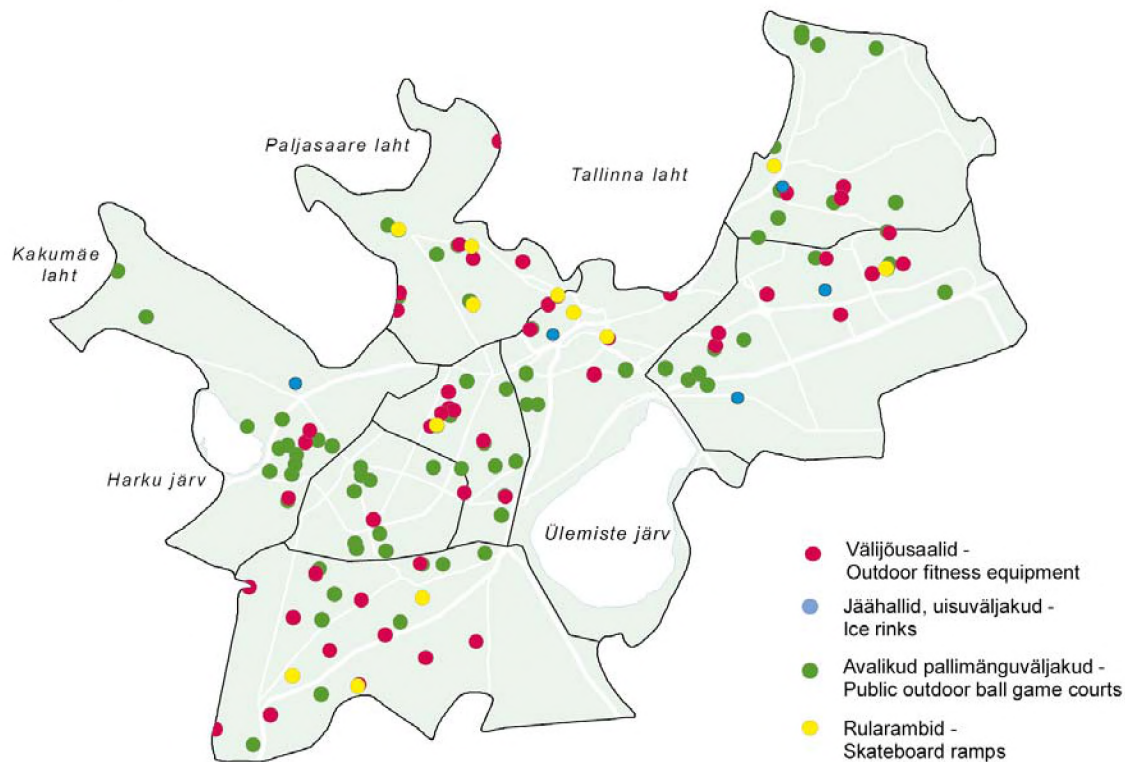 Paljasaare laht
Tallinna laht
Kakumäe
laht
Harku järv
Ülemiste järv
Välijõusaalid -
Outdoor fitness equipment
Jäähallid, uisuväljakud -
Ice rinks
Avalikud pallimänguväljakud -
Public outdoor ball game courts
Rularambid -
Skateboard ramps